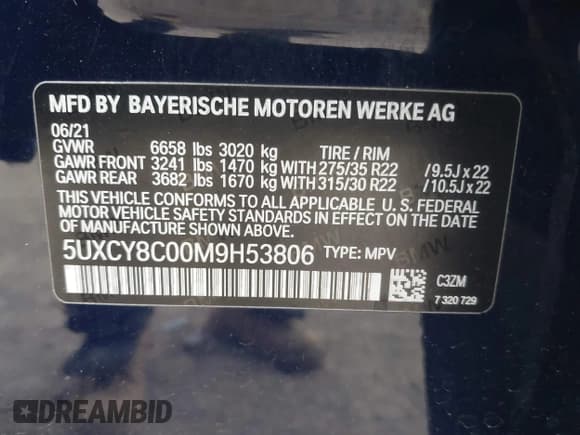 MFD BY BAYERISCHE MOTOREN WERKE AG
06/21
GVWR 6658 lbs 3020 kg TIRE / RIM
GAWR FRONT 3241 lbs 1470 kg WITH 275/35 R22 / 9.5J x 22
GAWR REAR 3682 lbs 1670 kg WITH 315/30 R22 / 10.5J x 22
THIS VEHICLE CONFORMS TO ALL APPLICABLE U. S. FEDERAL
MOTOR VEHICLE SAFETY STANDARDS IN EFFECT ON THE DATE
OF MANUFACTURE SHOWN ABOVE.
5UXCY8C00M9H53806 TYPE: MPV
C3ZM
7 320 729
DREAMBID